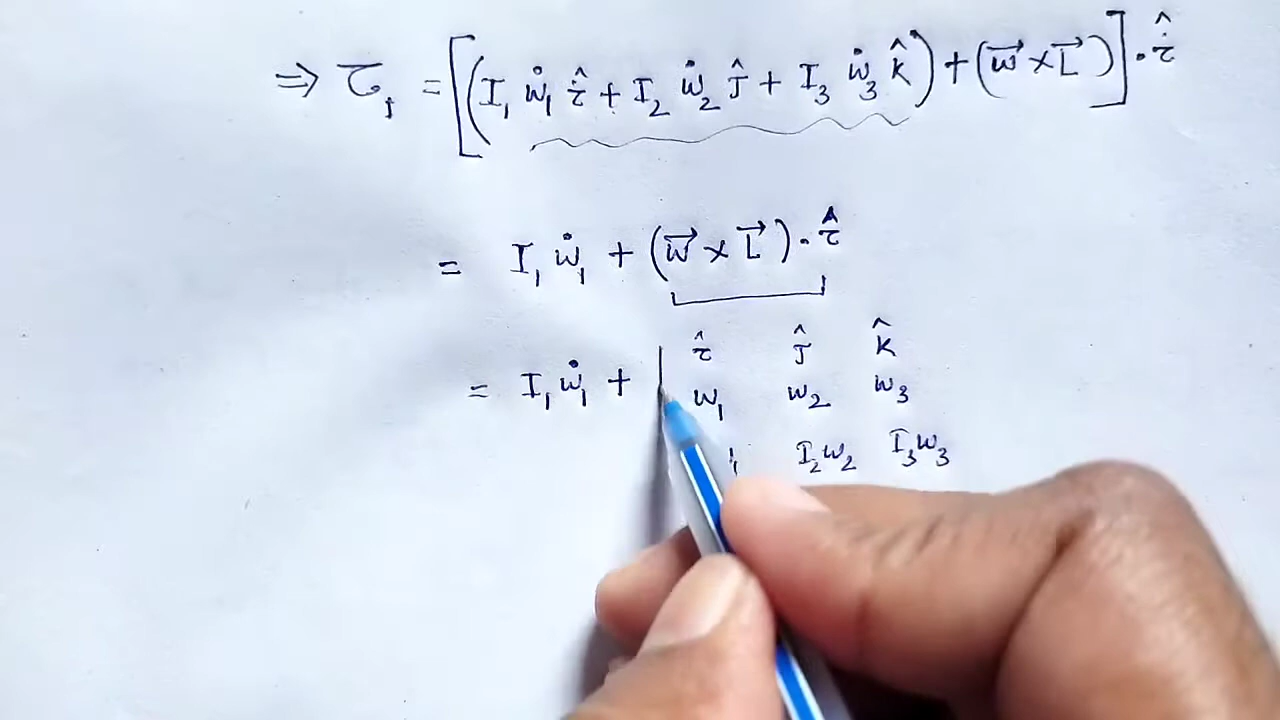 ⇒ τ₁ = [(I₁ ẇ₁ î + I₂ ẇ₂ ĵ + I₃ ẇ₃ k̂) + (w⃗ × L⃗)] · î
= I₁ ẇ₁ + (w⃗ × L⃗) · î
= I₁ ẇ₁ + | î ĵ k̂
w₁ w₂ w₃
I₂w₂ I₃w₃